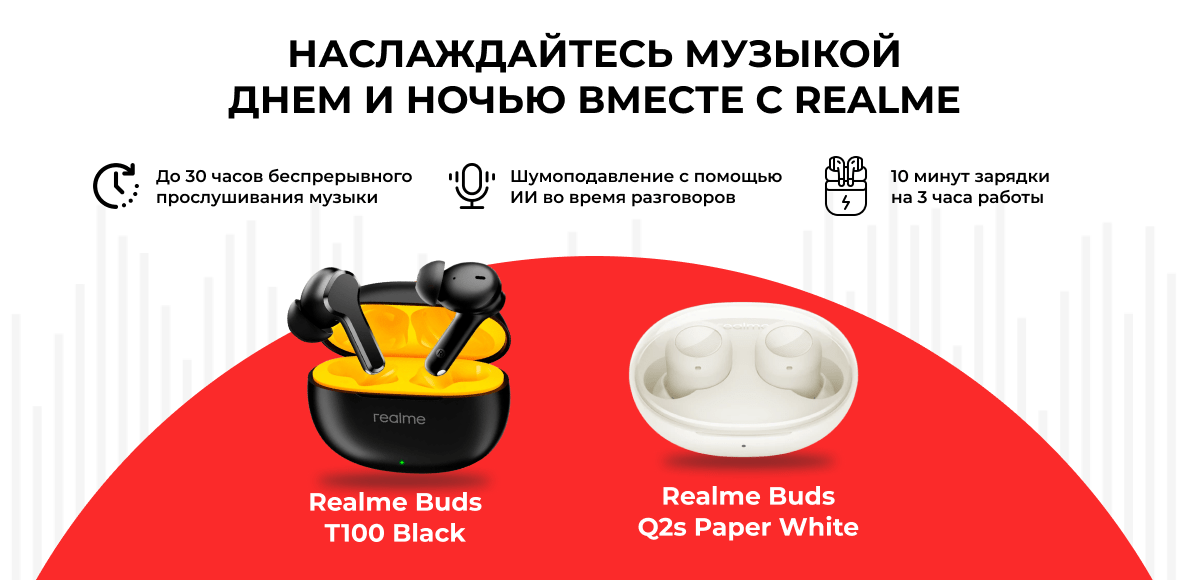 НАСЛАЖДАЙТЕСЬ МУЗЫКОЙ
ДНЕМ И НОЧЬЮ ВМЕСТЕ С REALME
До 30 часов беспрерывного
прослушивания музыки
Шумоподавление с помощью
ИИ во время разговоров
10 минут зарядки
на 3 часа работы
realme
realme
Realme Buds
T100 Black
Realme Buds
Q2s Paper White